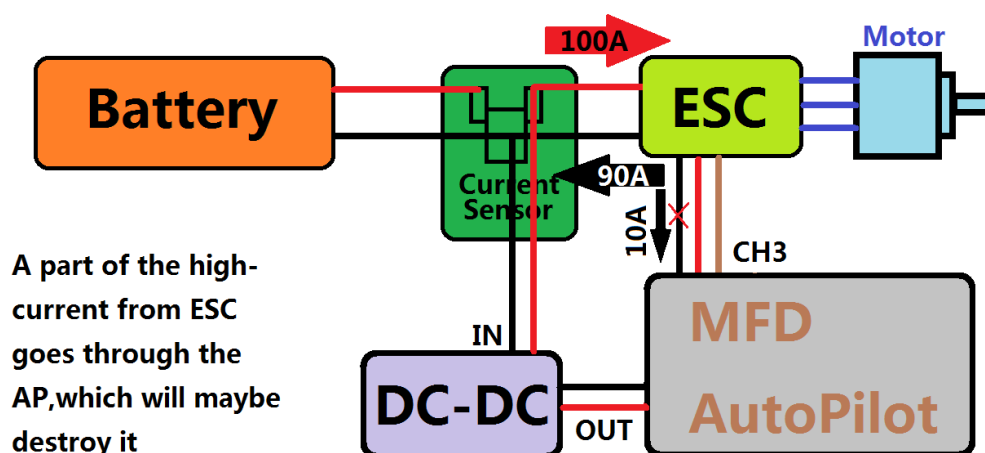 Motor
100A
Battery
ESC
Current
Sensor
90A
10A
CH3
A part of the high-
current from ESC
goes through the
AP,which will maybe
destroy it
IN
MFD
AutoPilot
DC-DC
OUT